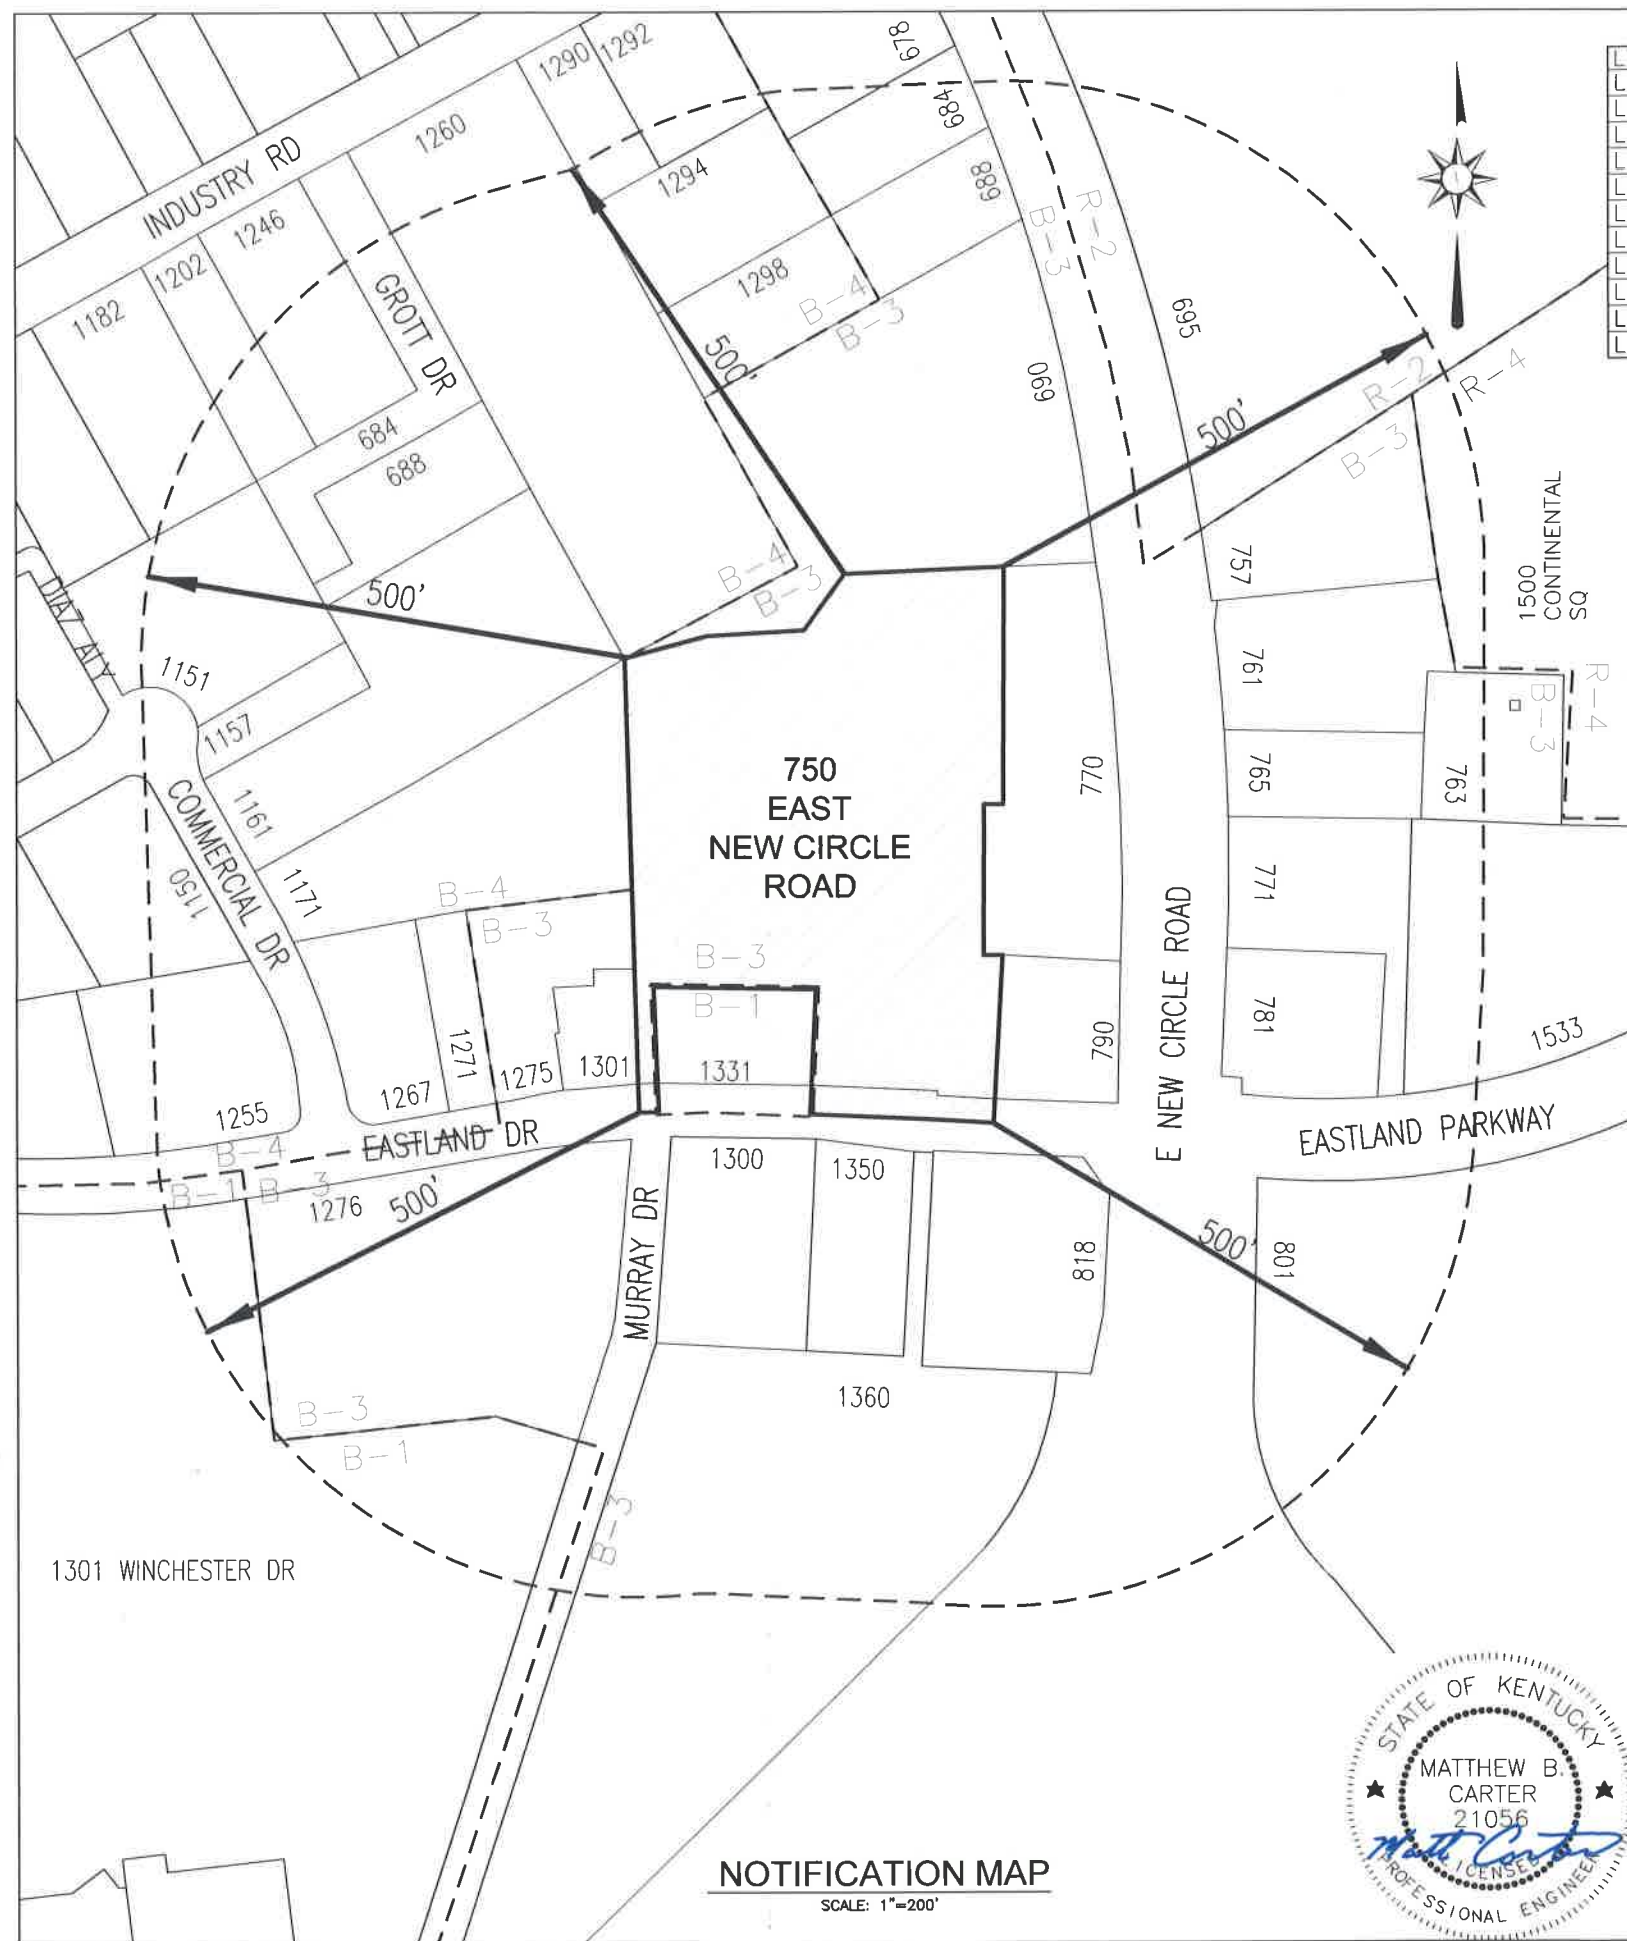 1290
1292
678
1260
684
INDUSTRY RD
1294
688
1246
R-2
B-3
1202
1298
GROTT DR
B-4
B-3
1182
695
500'
690
R-2
R-4
500'
684
B-3
688
1500
CONTINENTAL
SQ
757
B-4
B-3
500'
DIAZ ALY
761
R-4
B-3
1151
1157
750
EAST
NEW CIRCLE
ROAD
770
765
763
COMMERCIAL DR
1161
1150
1171
B-4
B-3
771
E NEW CIRCLE ROAD
B-3
B-1
781
790
1533
1271
1275
1301
1331
1267
1255
EASTLAND DR
EASTLAND PARKWAY
B-4
B-1
B-3
1276
500'
1300
1350
MURRAY DR
818
500'
801
1360
B-3
B-1
B-3
1301 WINCHESTER DR
STATE OF KENTUCKY
MATTHEW B.
CARTER
21056
Matt Carter
LICENSED
PROFESSIONAL ENGINEER
NOTIFICATION MAP
SCALE: 1"=200'
L
L
L
L
L
L
L
L
L
L
L
L